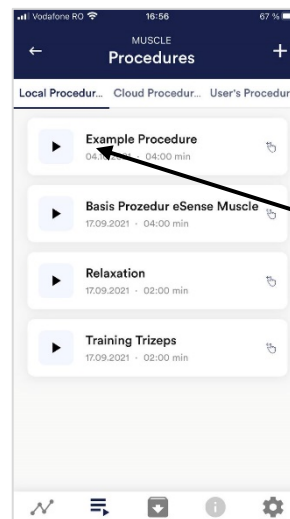 Vodafone RO
16:56
67 %
MUSCLE
Procedures
Local Procedur...
Cloud Procedur...
User's Procedur
Example Procedure
2021 · 04:00 min
Basis Prozedur eSense Muscle
17.09.2021 · 04:00 min
Relaxation
17.09.2021 · 02:00 min
Training Trizeps
17.09.2021 · 02:00 min